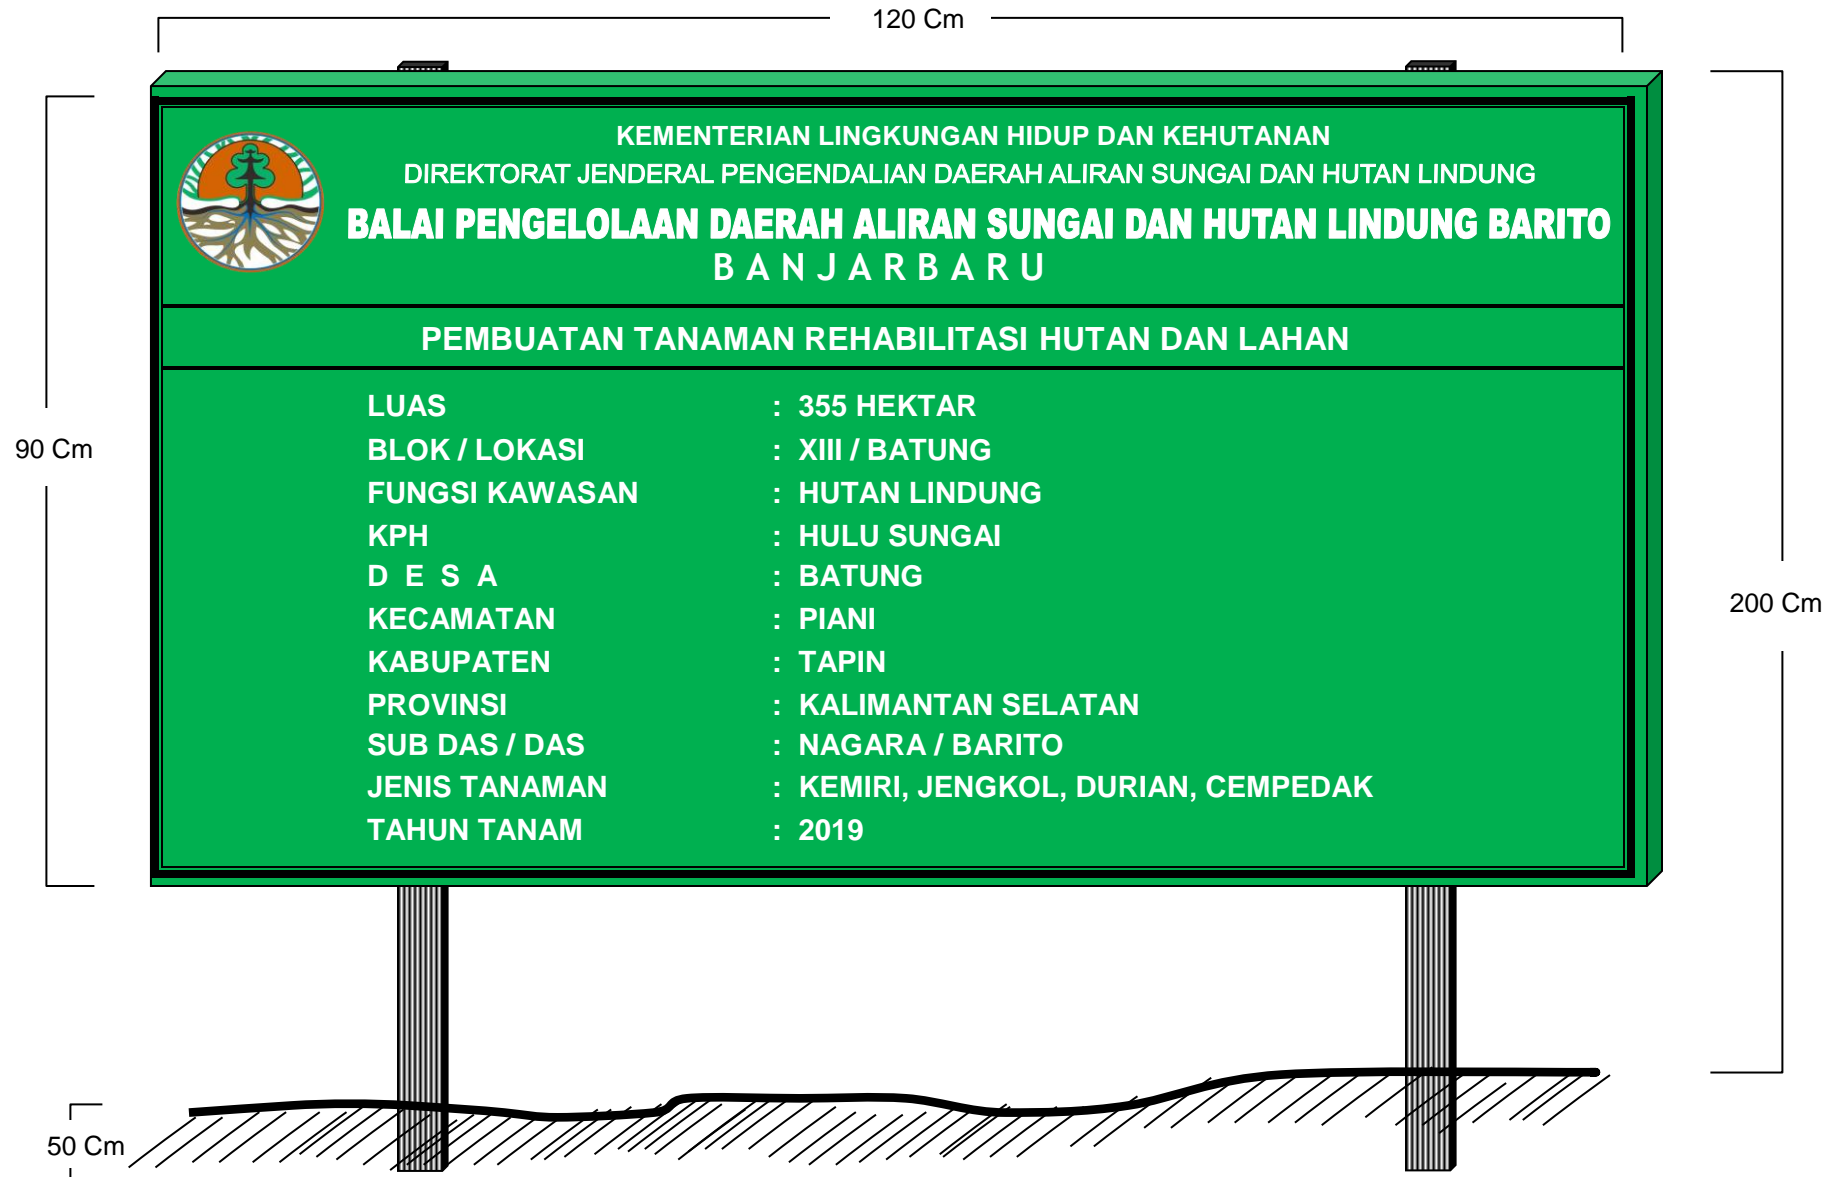 120 Cm
KEMENTERIAN LINGKUNGAN HIDUP DAN KEHUTANAN
DIREKTORAT JENDERAL PENGENDALIAN DAERAH ALIRAN SUNGAI DAN HUTAN LINDUNG
BALAI PENGELOLAAN DAERAH ALIRAN SUNGAI DAN HUTAN LINDUNG BARITO
B A N J A R B A R U
PEMBUATAN TANAMAN REHABILITASI HUTAN DAN LAHAN
LUAS : 355 HEKTAR
BLOK / LOKASI : XIII / BATUNG
FUNGSI KAWASAN : HUTAN LINDUNG
KPH : HULU SUNGAI
D E S A : BATUNG
KECAMATAN : PIANI
KABUPATEN : TAPIN
PROVINSI : KALIMANTAN SELATAN
SUB DAS / DAS : NAGARA / BARITO
JENIS TANAMAN : KEMIRI, JENGKOL, DURIAN, CEMPEDAK
TAHUN TANAM : 2019
90 Cm
200 Cm
50 Cm